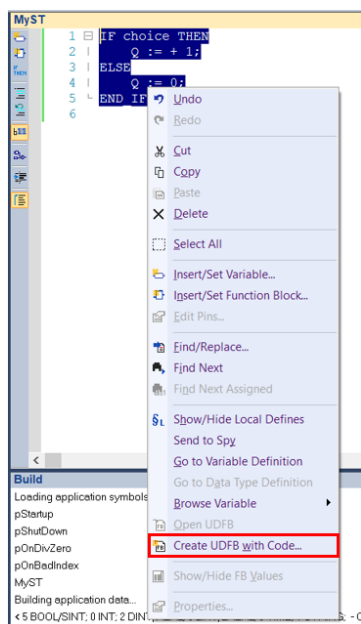 MyST
1 IF choice THEN
2 Q := + 1;
3 ELSE
4 Q := 0;
5 END_IF
6
Undo
Redo
Cut
Copy
Paste
Delete
Select All
Insert/Set Variable...
Insert/Set Function Block...
Edit Pins...
Find/Replace...
Find Next
Find Next Assigned
Show/Hide Local Defines
Send to Spy
Go to Variable Definition
Go to Data Type Definition
Browse Variable
Open UDFB
Create UDFB with Code...
Show/Hide FB Values
Properties...
Build
Loading application symbols
pStartup
pShutDown
pOnDivZero
pOnBadIndex
MyST
Building application data...
< 5 BOOL/SINT; 0 INT; 2 DINT